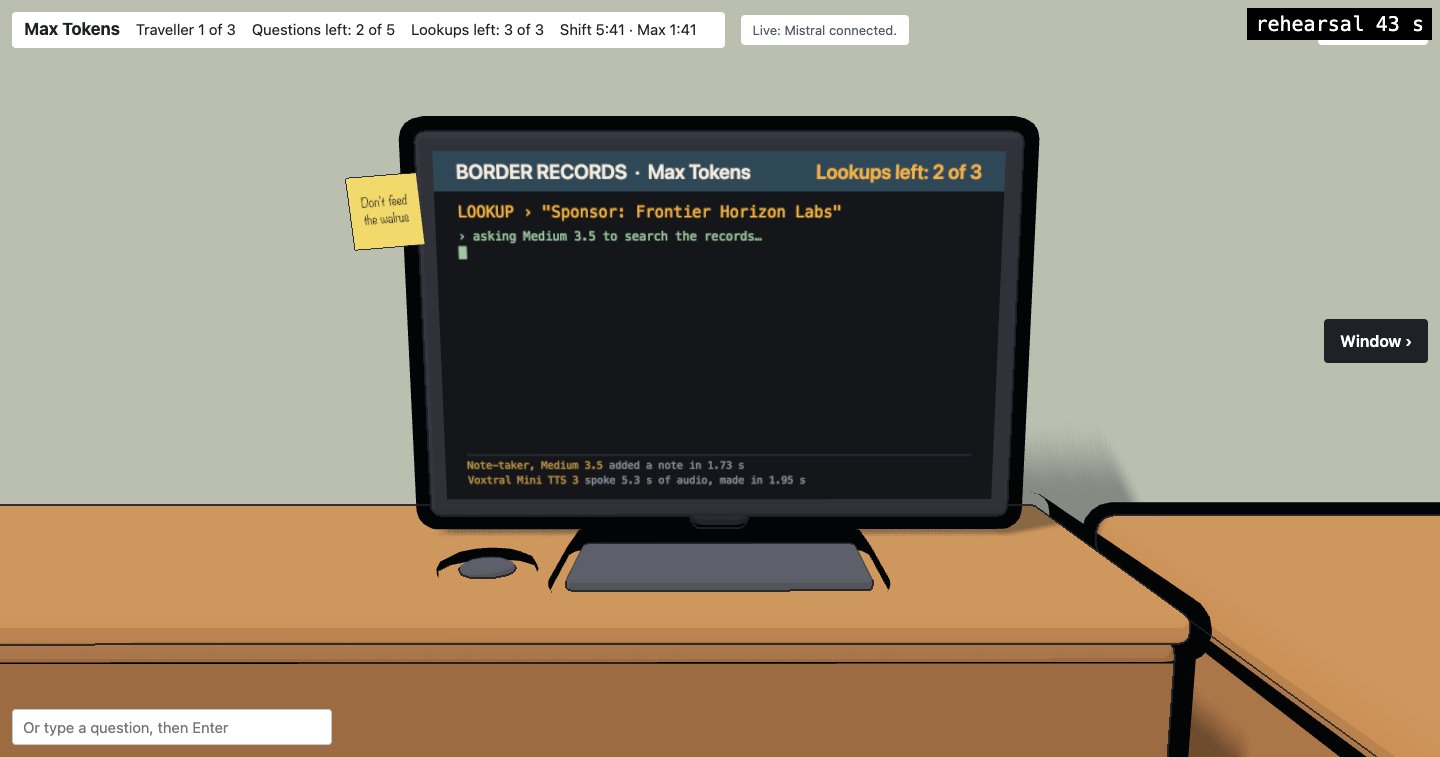 Max Tokens Traveller 1 of 3 Questions left: 2 of 5 Lookups left: 3 of 3 Shift 5:41 · Max 1:41
Live: Mistral connected.
rehearsal 43 s
BORDER RECORDS · Max Tokens Lookups left: 2 of 3
Don't feed
the walrus
LOOKUP › "Sponsor: Frontier Horizon Labs"
› asking Medium 3.5 to search the records…
Window ›
Note-taker, Medium 3.5 added a note in 1.73 s
Voxtral Mini TTS 3 spoke 5.3 s of audio, made in 1.95 s
Or type a question, then Enter